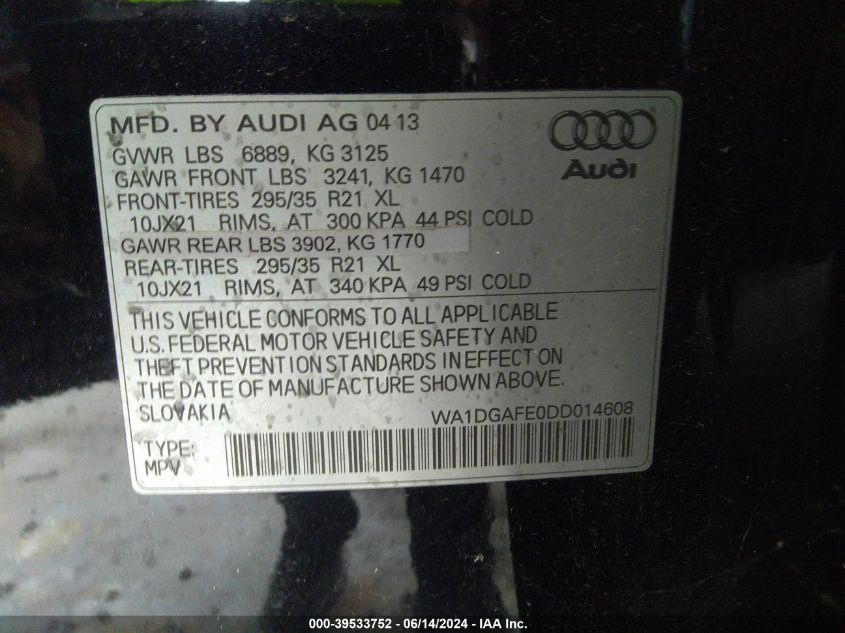 MFD. BY AUDI AG 04 13
GVWR LBS 6889, KG 3125
GAWR FRONT LBS 3241, KG 1470
FRONT-TIRES 295/35 R21 XL
10JX21 RIMS, AT 300 KPA 44 PSI COLD
GAWR REAR LBS 3902, KG 1770
REAR-TIRES 295/35 R21 XL
10JX21 RIMS, AT 340 KPA 49 PSI COLD
Audi
THIS VEHICLE CONFORMS TO ALL APPLICABLE
U.S. FEDERAL MOTOR VEHICLE SAFETY AND
THEFT PREVENTION STANDARDS IN EFFECT ON
THE DATE OF MANUFACTURE SHOWN ABOVE.
SLOVAKIA WA1DGAFE0DD014608
TYPE:
MPV
000-39533752 - 06/14/2024 - IAA Inc.